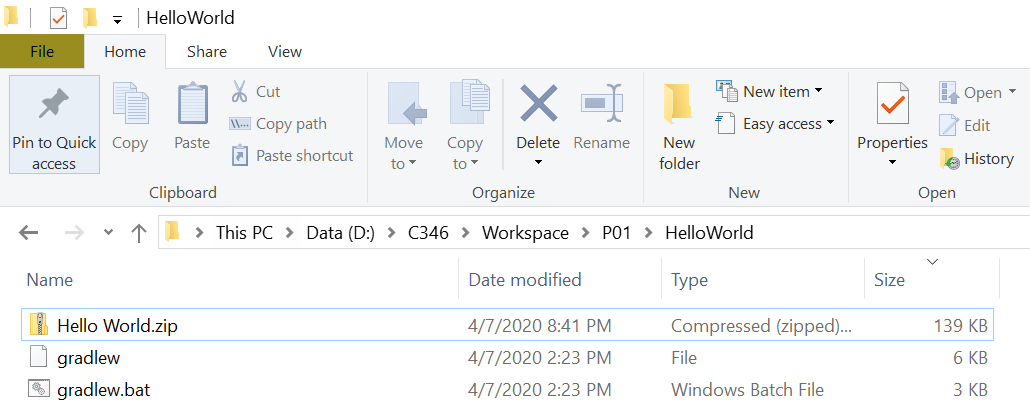 HelloWorld
File Home Share View
Pin to Quick access
Copy
Paste
Cut
Copy path
Paste shortcut
Clipboard
Move to
Copy to
Delete
Rename
Organize
New folder
New item
Easy access
New
Properties
Open
Edit
History
Open
This PC > Data (D:) > C346 > Workspace > P01 > HelloWorld
Name Date modified Type Size
Hello World.zip 4/7/2020 8:41 PM Compressed (zipped)... 139 KB
gradlew 4/7/2020 2:23 PM File 6 KB
gradlew.bat 4/7/2020 2:23 PM Windows Batch File 3 KB